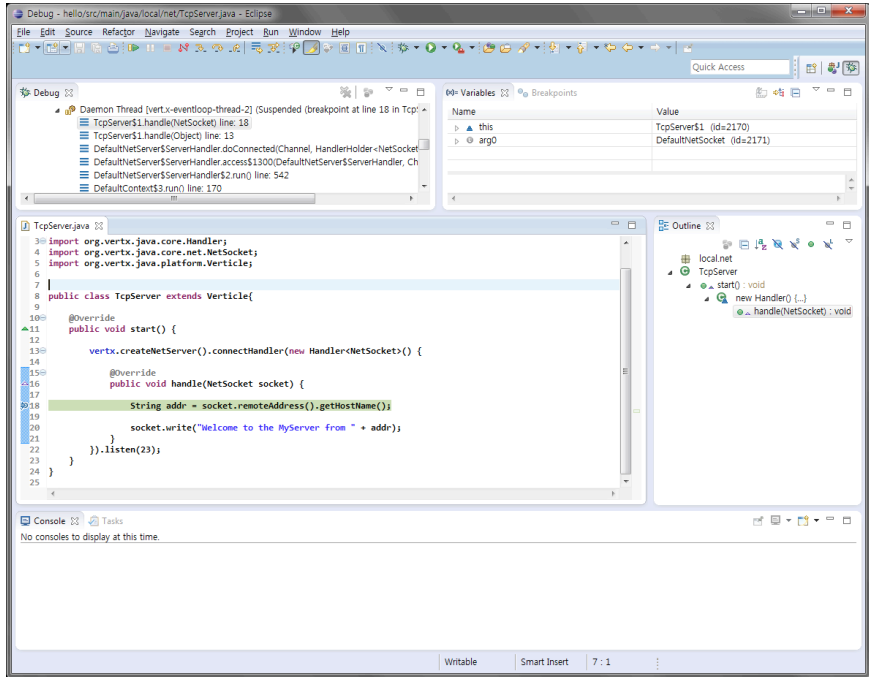 Debug - hello/src/main/java/local/net/TcpServer.java - Eclipse
File Edit Source Refactor Navigate Search Project Run Window Help
Quick Access
Debug
Daemon Thread [vert.x-eventloop-thread-2] (Suspended (breakpoint at line 18 in Tcp
TcpServer$1.handle(NetSocket) line: 18
TcpServer$1.handle(Object) line: 13
DefaultNetServer$ServerHandler.doConnected(Channel, HandlerHolder<NetSocket
DefaultNetServer$ServerHandler.access$1300(DefaultNetServer$ServerHandler, Ch
DefaultNetServer$ServerHandler$2.run() line: 542
DefaultContext$3.run() line: 170
(x)= Variables Breakpoints
Name Value
this TcpServer$1 (id=2170)
arg0 DefaultNetSocket (id=2171)
TcpServer.java
3 import org.vertx.java.core.Handler;
4 import org.vertx.java.core.net.NetSocket;
5 import org.vertx.java.platform.Verticle;
6
7
8 public class TcpServer extends Verticle{
9
10 @Override
11 public void start() {
12
13 vertx.createNetServer().connectHandler(new Handler<NetSocket>() {
14
15 @Override
16 public void handle(NetSocket socket) {
17
18 String addr = socket.remoteAddress().getHostName();
19
20 socket.write("Welcome to the MyServer from " + addr);
21 }
22 }).listen(23);
23 }
24 }
25
Outline
local.net
TcpServer
start() : void
new Handler() {...}
handle(NetSocket) : void
Console Tasks
No consoles to display at this time.
Writable Smart Insert 7 : 1